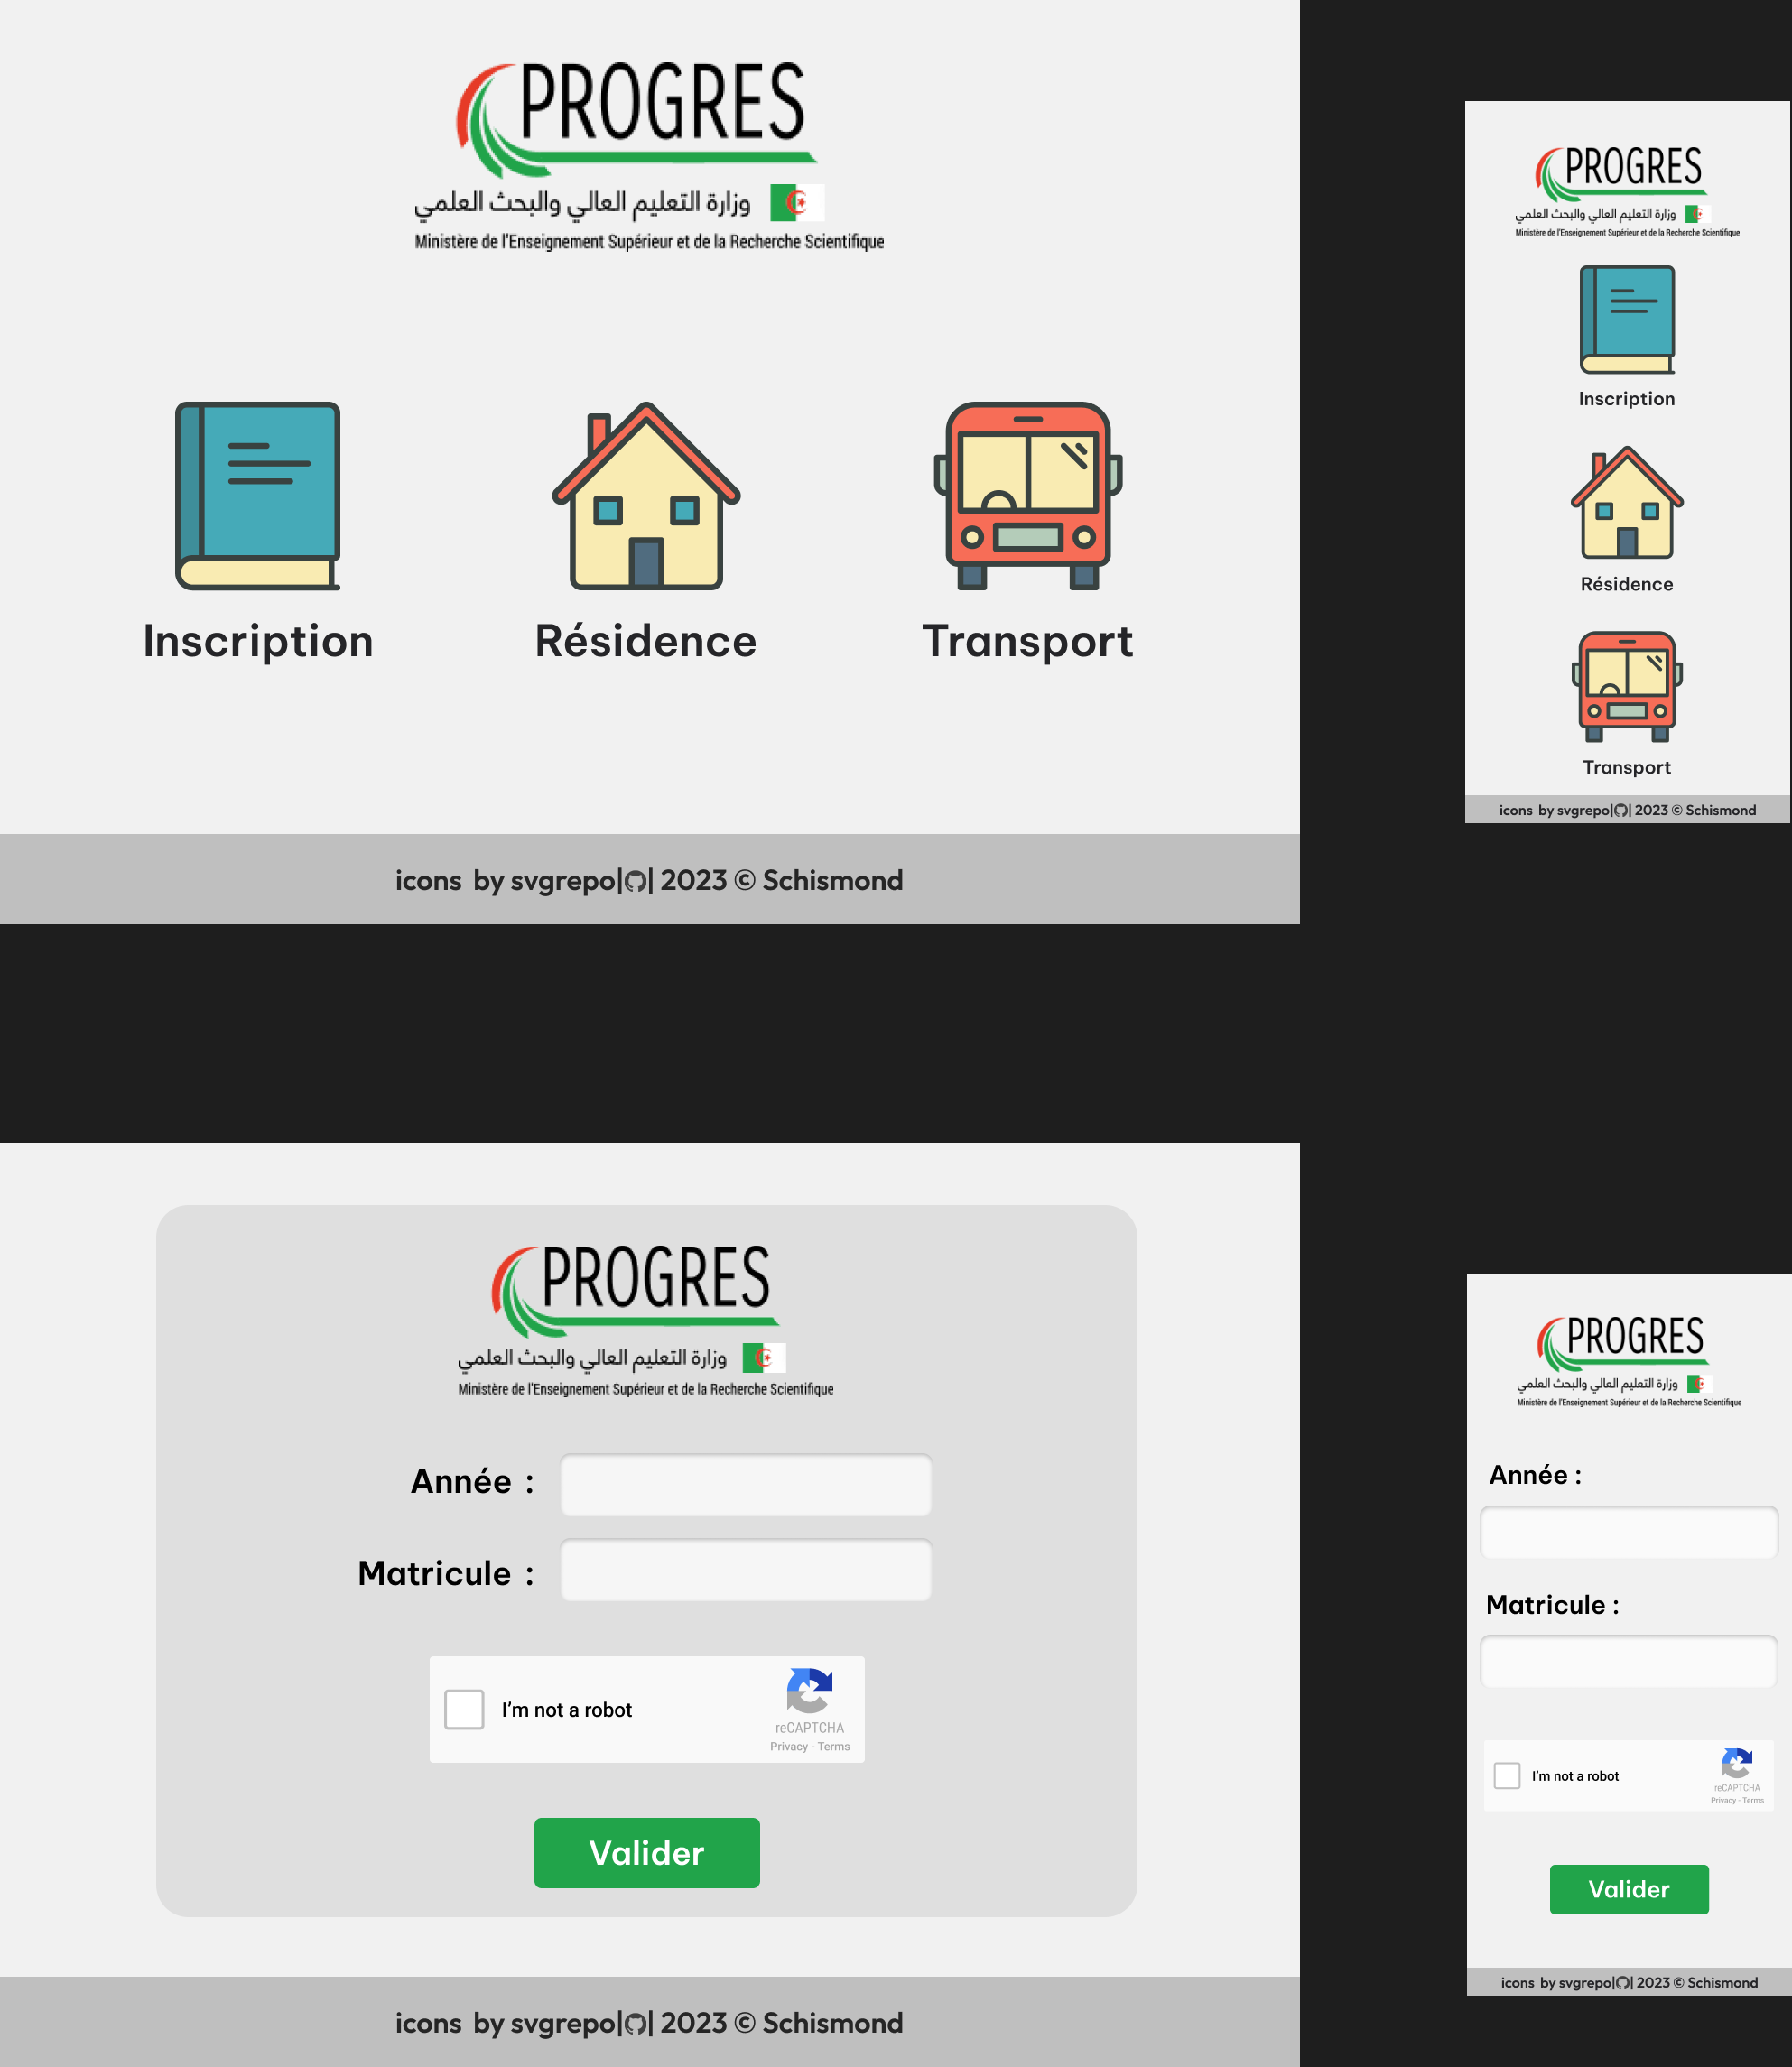 PROGRES
وزارة التعليم العالي والبحث العلمي
Ministère de l'Enseignement Supérieur et de la Recherche Scientifique
Inscription
Résidence
Transport
icons by svgrepo| | 2023 © Schismond
PROGRES
وزارة التعليم العالي والبحث العلمي
Ministère de l'Enseignement Supérieur et de la Recherche Scientifique
Inscription
Résidence
Transport
icons by svgrepo| | 2023 © Schismond
PROGRES
وزارة التعليم العالي والبحث العلمي
Ministère de l'Enseignement Supérieur et de la Recherche Scientifique
Année :
Matricule :
I'm not a robot
reCAPTCHA
Privacy - Terms
Valider
icons by svgrepo| | 2023 © Schismond
PROGRES
وزارة التعليم العالي والبحث العلمي
Ministère de l'Enseignement Supérieur et de la Recherche Scientifique
Année :
Matricule :
I'm not a robot
reCAPTCHA
Privacy - Terms
Valider
icons by svgrepo| | 2023 © Schismond